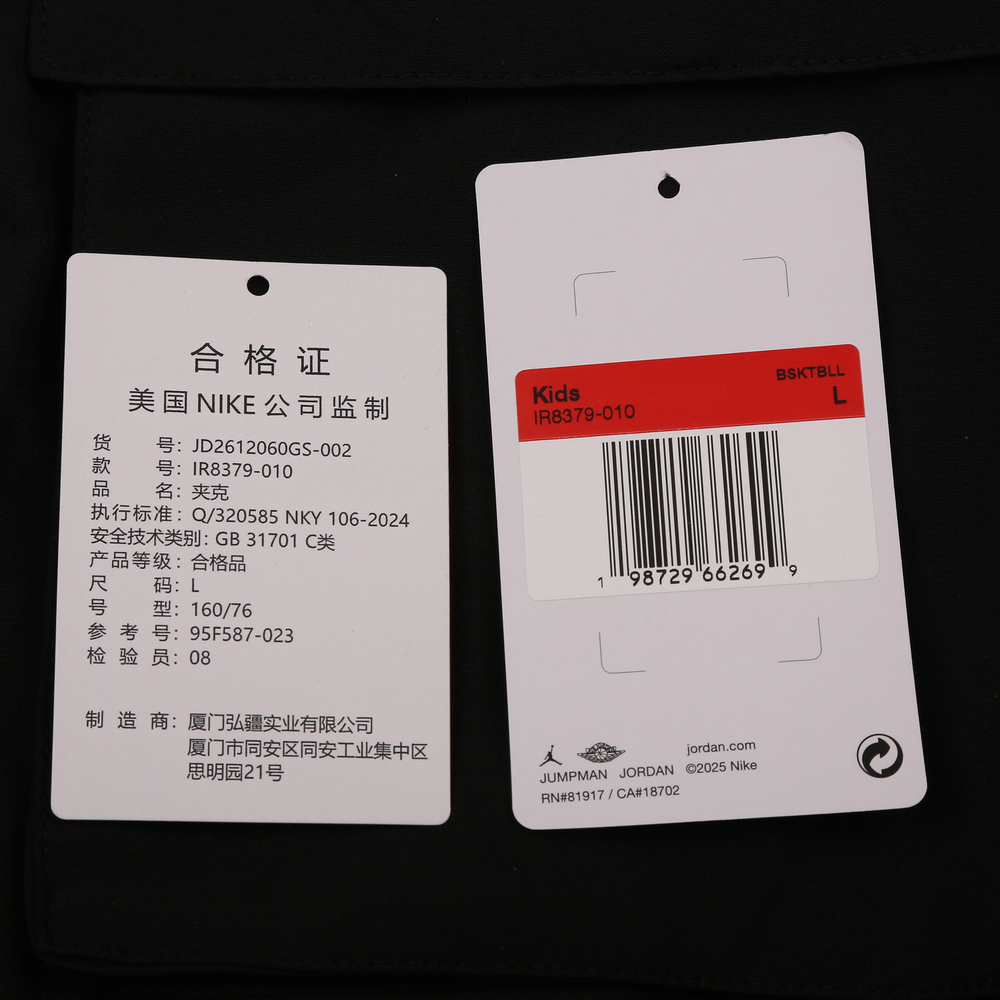 合格证
美国NIKE公司监制
货号: JD2612060GS-002
款号: IR8379-010
品名: 夹克
执行标准: Q/320585 NKY 106-2024
安全技术类别: GB 31701 C类
产品等级: 合格品
尺码: L
号型: 160/76
参考号: 95F587-023
检验员: 08
制造商: 厦门弘疆实业有限公司
厦门市同安区同安工业集中区
思明园21号
BSKTBLL
Kids L
IR8379-010
1 98729 66269 9
jordan.com
JUMPMAN JORDAN ©2025 Nike
RN#81917 / CA#18702